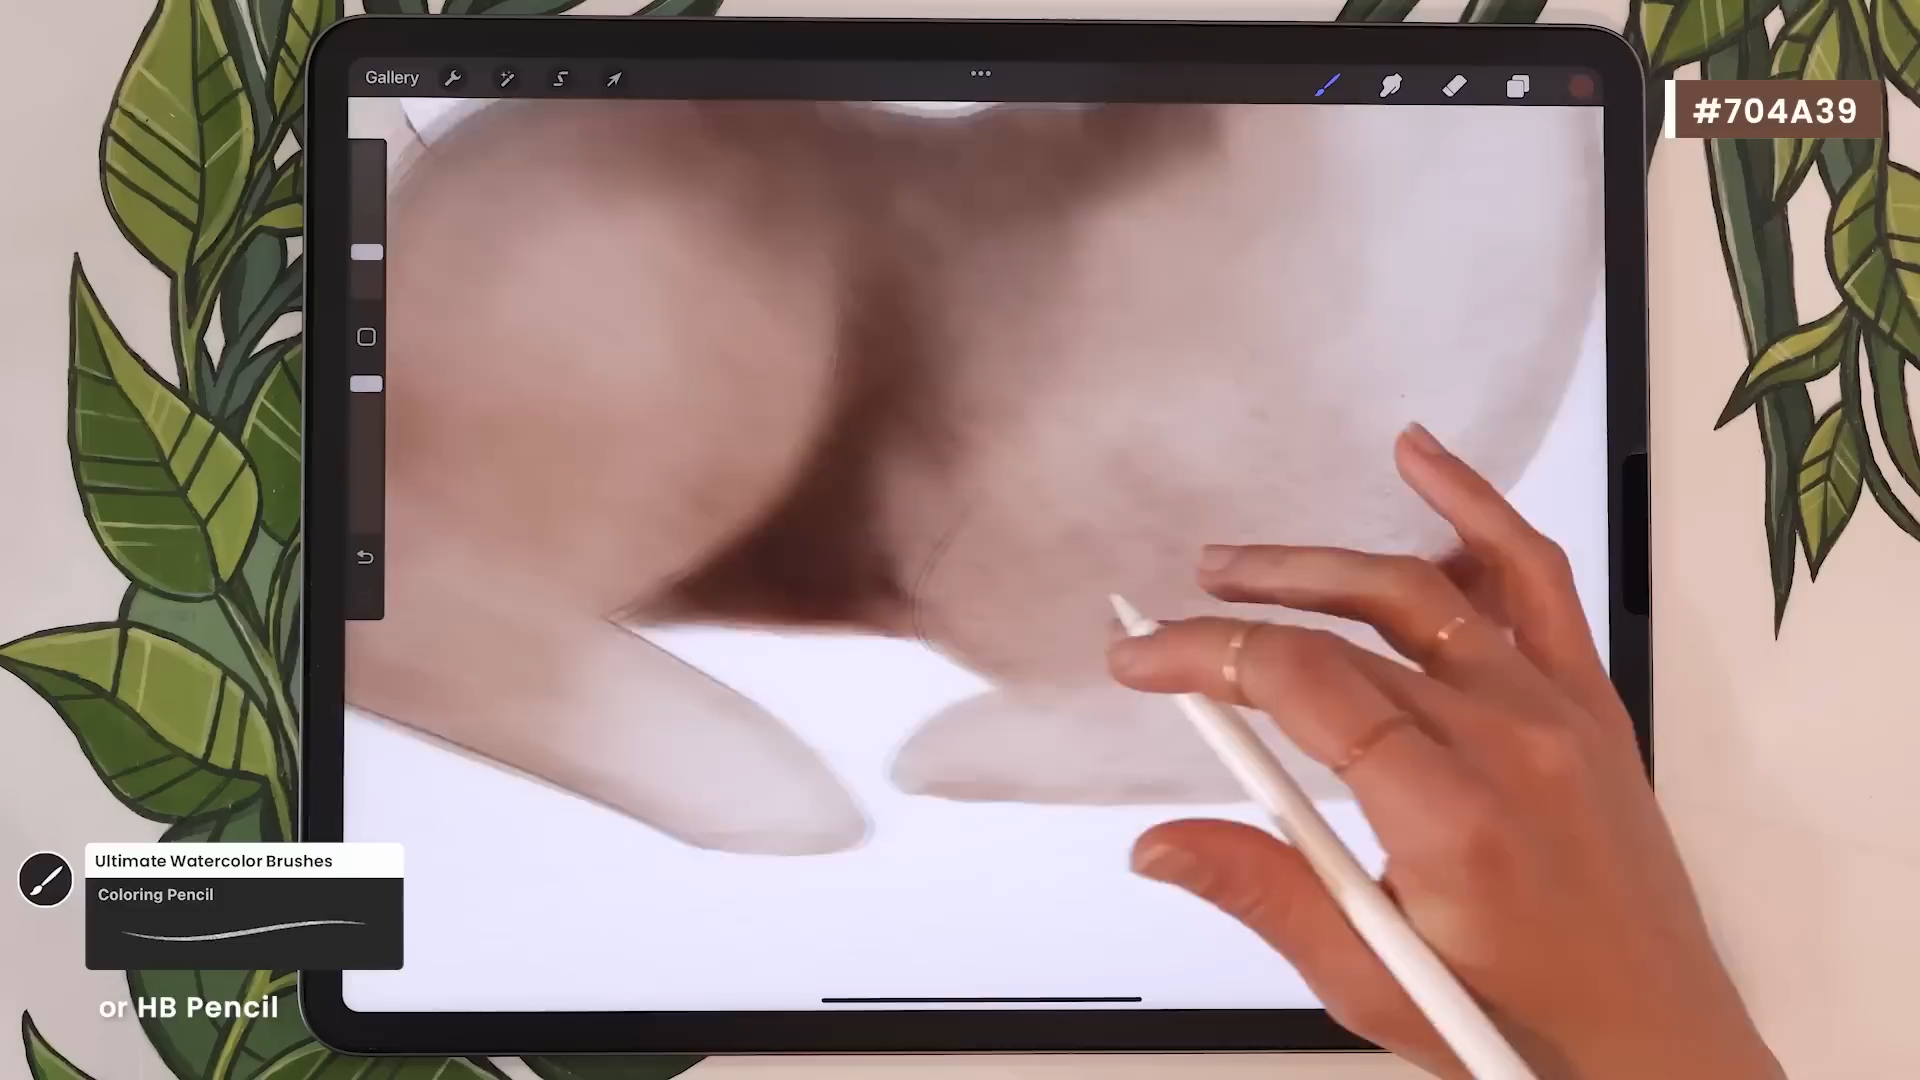 Gallery
#704A39
Ultimate Watercolor Brushes
Coloring Pencil
or HB Pencil